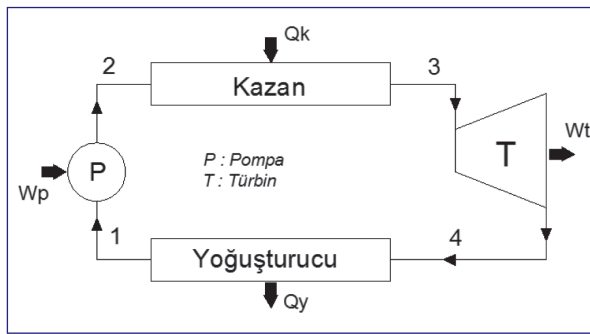 Qk
2
Kazan
3
Wt
P : Pompa
T : Türbin
P
T
Wp
1
Yoğuşturucu
4
Qy